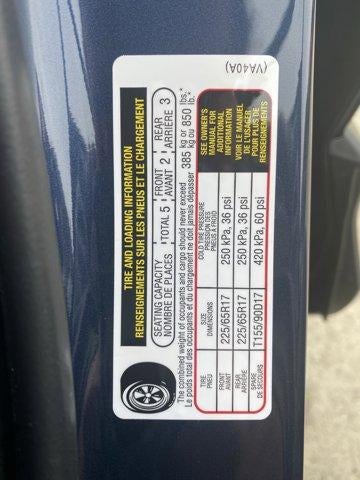 (VA40A)
TIRE AND LOADING INFORMATION
RENSEIGNEMENTS SUR LES PNEUS ET LE CHARGEMENT
SEATING CAPACITY
NOMBRE DE PLACES
TOTAL 5
FRONT
AVANT 2
REAR
ARRIÈRE 3
The combined weight of occupants and cargo should never exceed 385 kg or 850 lbs.*
Le poids total des occupants et du chargement ne doit jamais dépasser 385 kg ou 850 lb.*
TIRE
PNEU
SIZE
DIMENSIONS
COLD TIRE PRESSURE
PRESSION DES
PNEUS À FROID
SEE OWNER'S
MANUAL FOR
ADDITIONAL
INFORMATION
VOIR LE MANUEL
DE L'USAGER
POUR PLUS DE
RENSEIGNEMENTS
FRONT
AVANT
225/65R17
250 kPa, 36 psi
REAR
ARRIÈRE
225/65R17
250 kPa, 36 psi
SPARE
DE SECOURS
T155/90D17
420 kPa, 60 psi